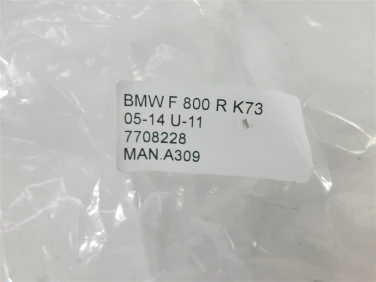 BMW F 800 R K73
05-14 U-11
7708228
MAN.A309